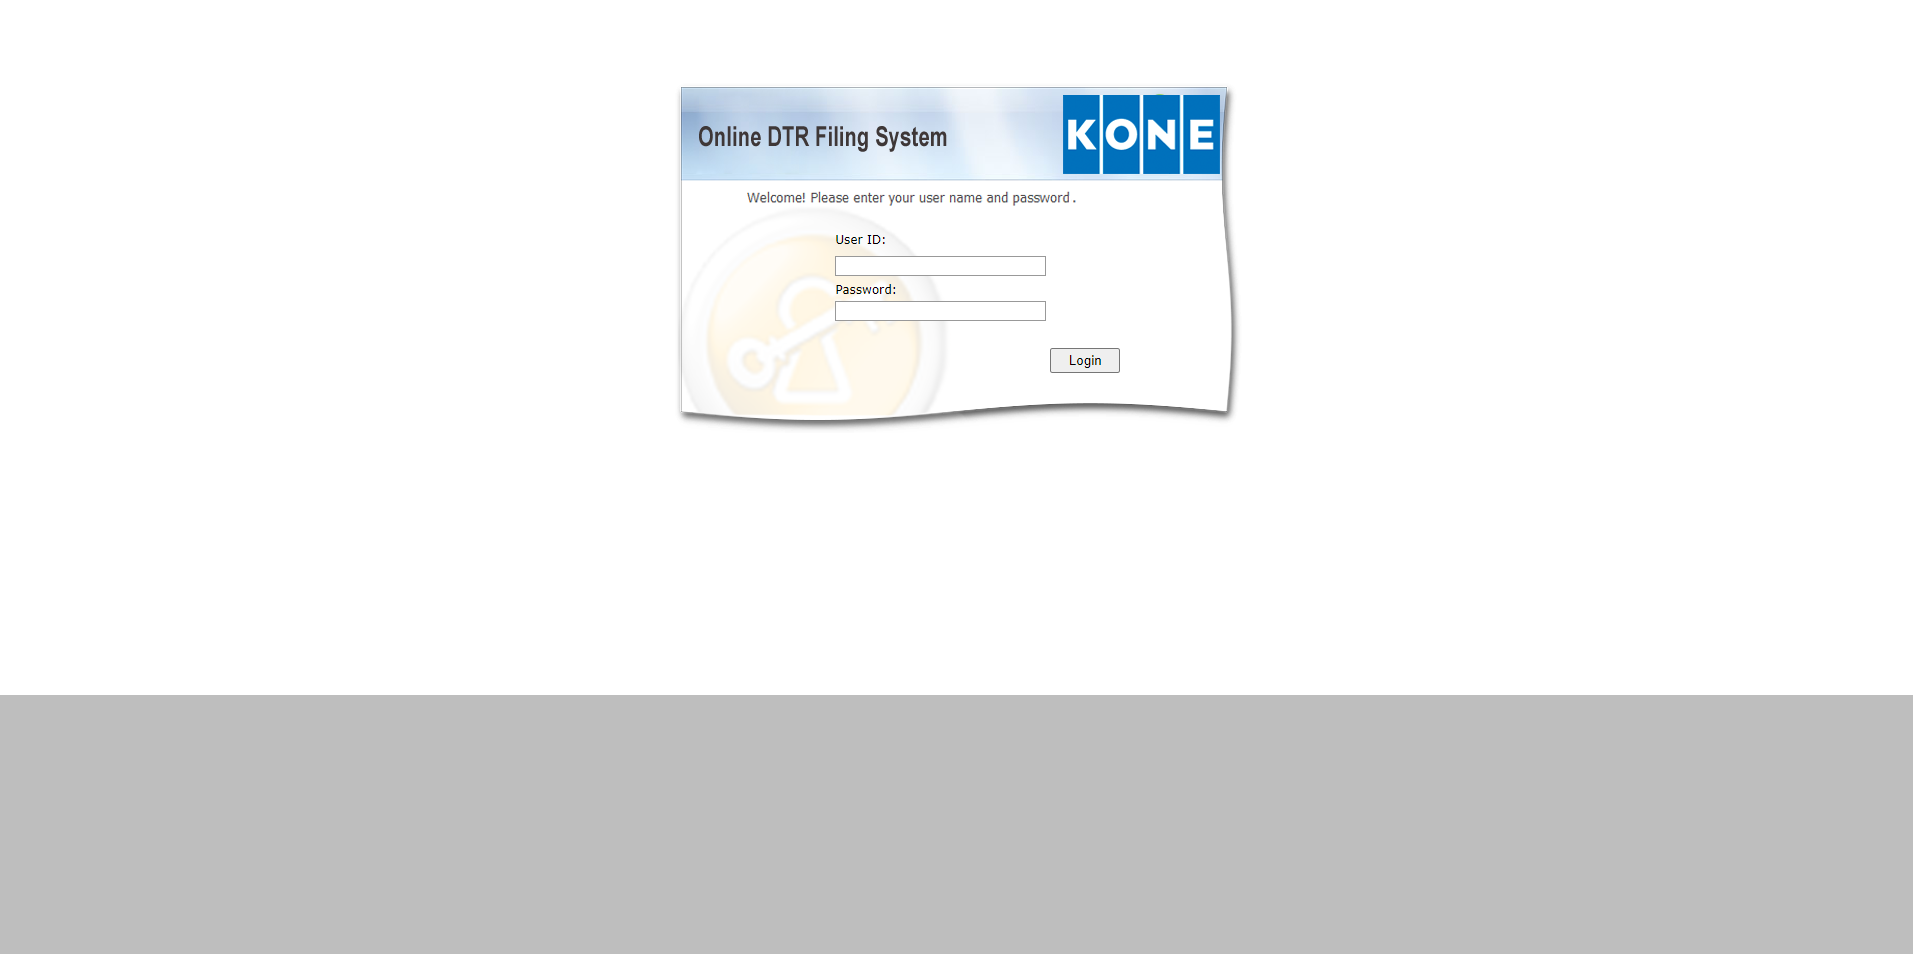 Online DTR Filing System
KONE
Welcome! Please enter your user name and password.
User ID:
Password:
Login